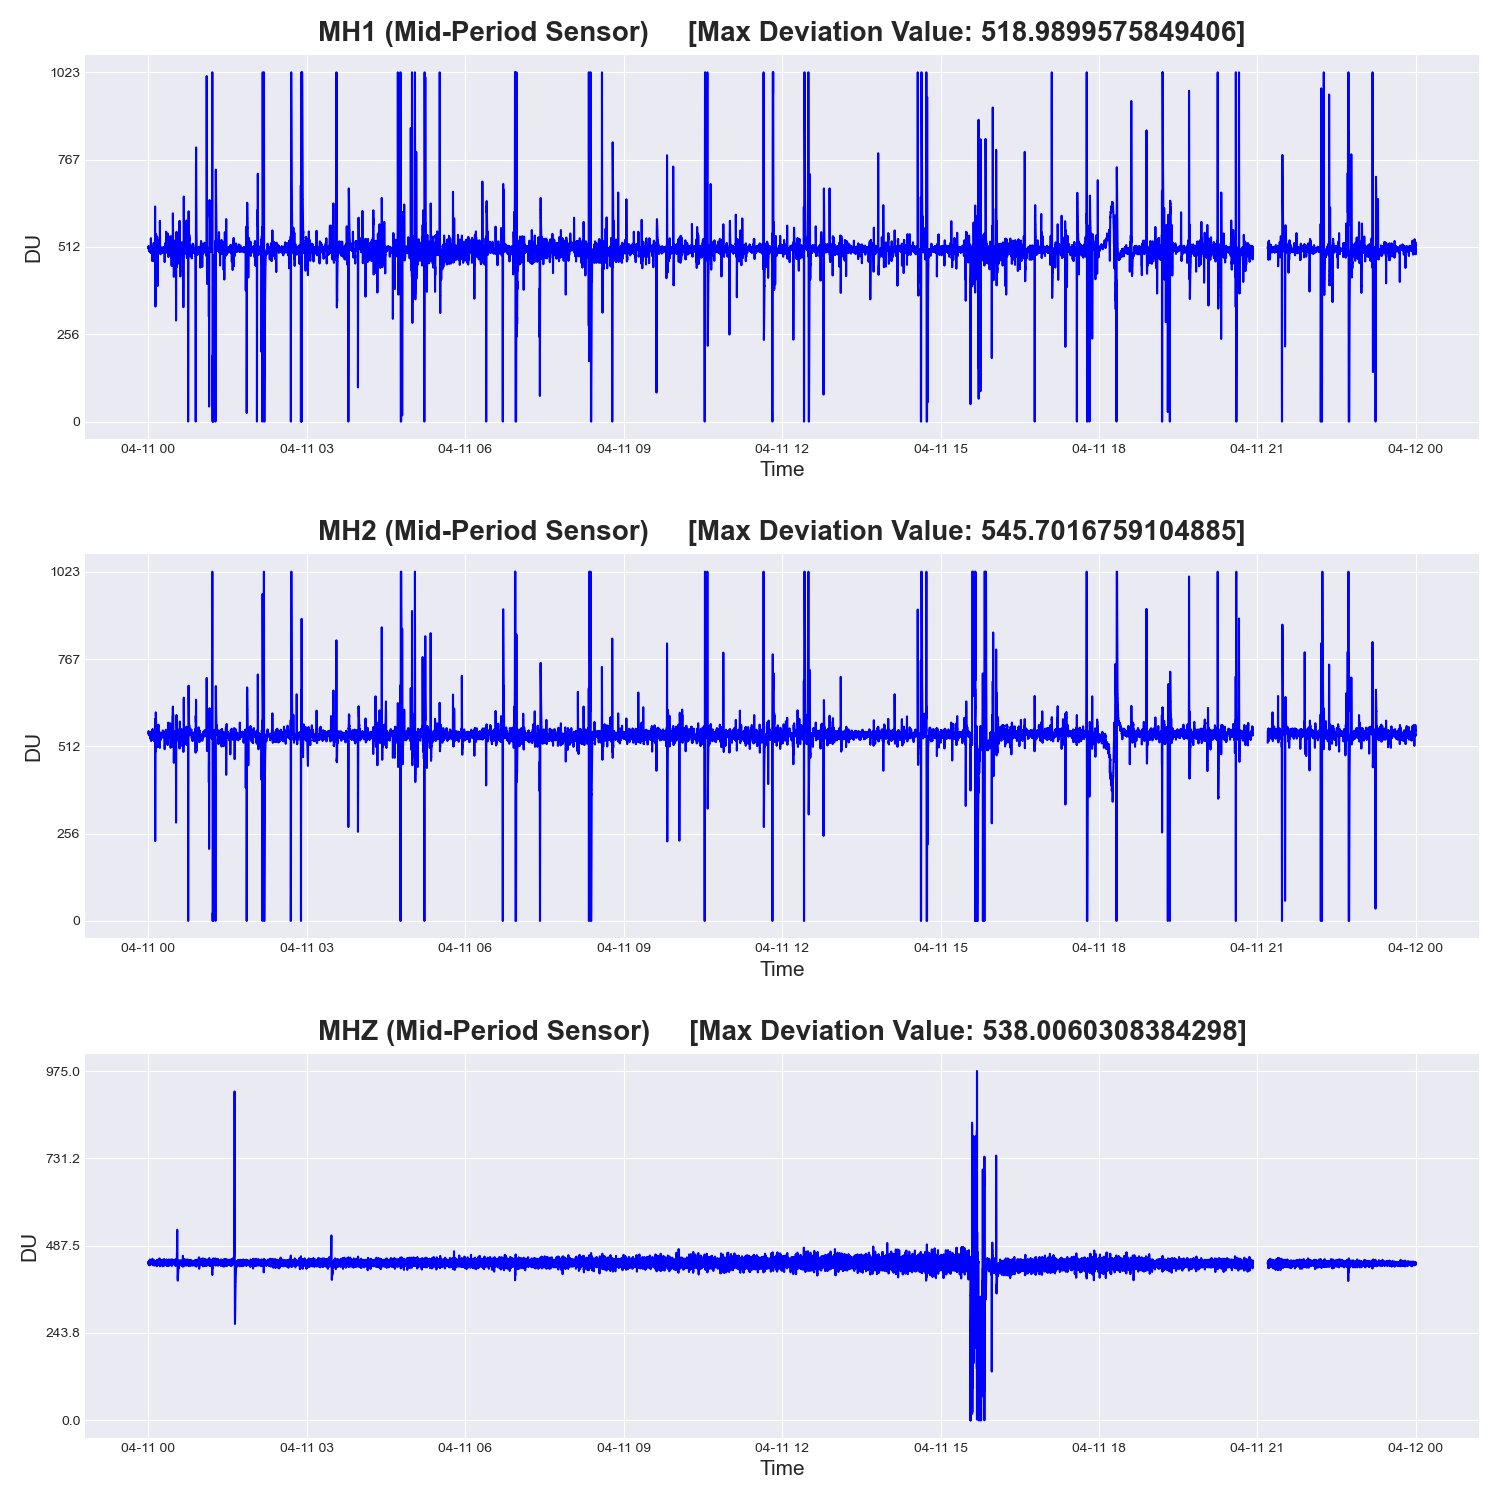 MH1 (Mid-Period Sensor) [Max Deviation Value: 518.9899575849406]
1023
767
512
256
0
DU
04-11 00 04-11 03 04-11 06 04-11 09 04-11 12 04-11 15 04-11 18 04-11 21 04-12 00
Time
MH2 (Mid-Period Sensor) [Max Deviation Value: 545.7016759104885]
1023
767
512
256
0
DU
04-11 00 04-11 03 04-11 06 04-11 09 04-11 12 04-11 15 04-11 18 04-11 21 04-12 00
Time
MHZ (Mid-Period Sensor) [Max Deviation Value: 538.0060308384298]
975.0
731.2
487.5
243.8
0.0
DU
04-11 00 04-11 03 04-11 06 04-11 09 04-11 12 04-11 15 04-11 18 04-11 21 04-12 00
Time